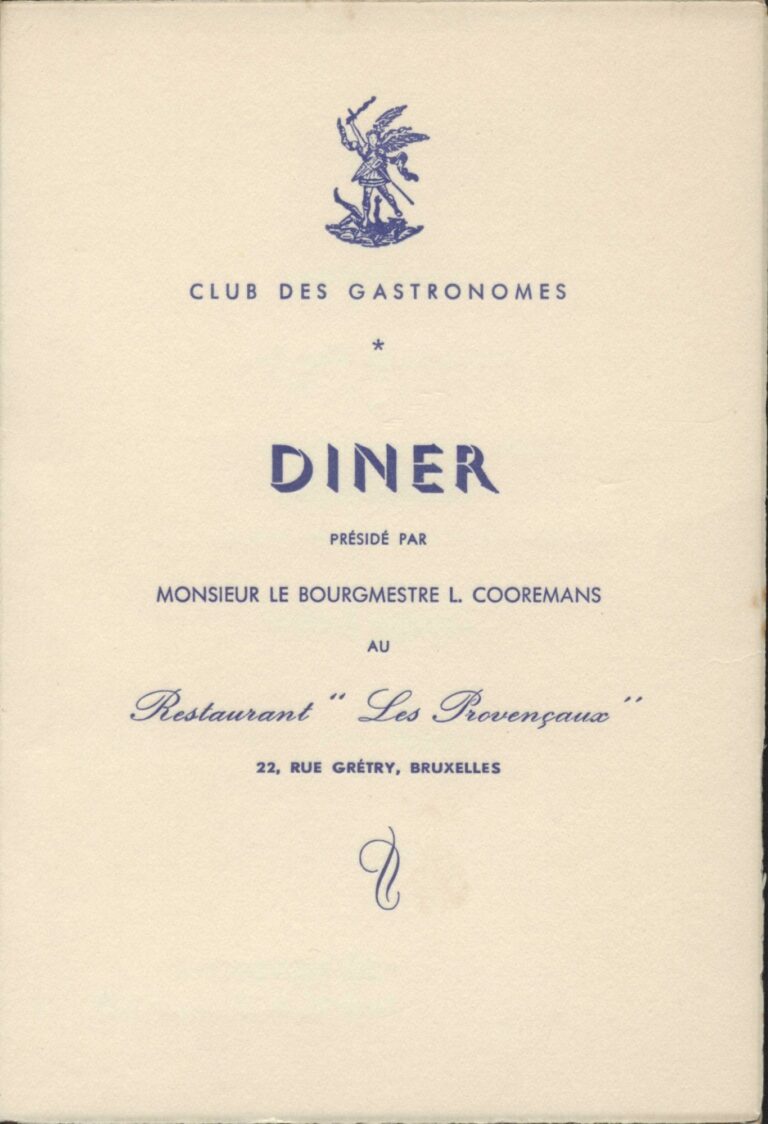 CLUB DES GASTRONOMES
*
DINER
PRÉSIDÉ PAR
MONSIEUR LE BOURGMESTRE L. COOREMANS
AU
Restaurant " Les Provençaux "
22, RUE GRÉTRY, BRUXELLES